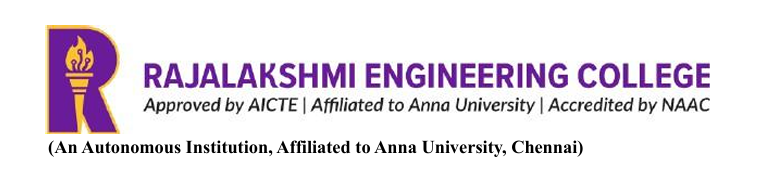 RAJALAKSHMI ENGINEERING COLLEGE
Approved by AICTE | Affiliated to Anna University | Accredited by NAAC
(An Autonomous Institution, Affiliated to Anna University, Chennai)